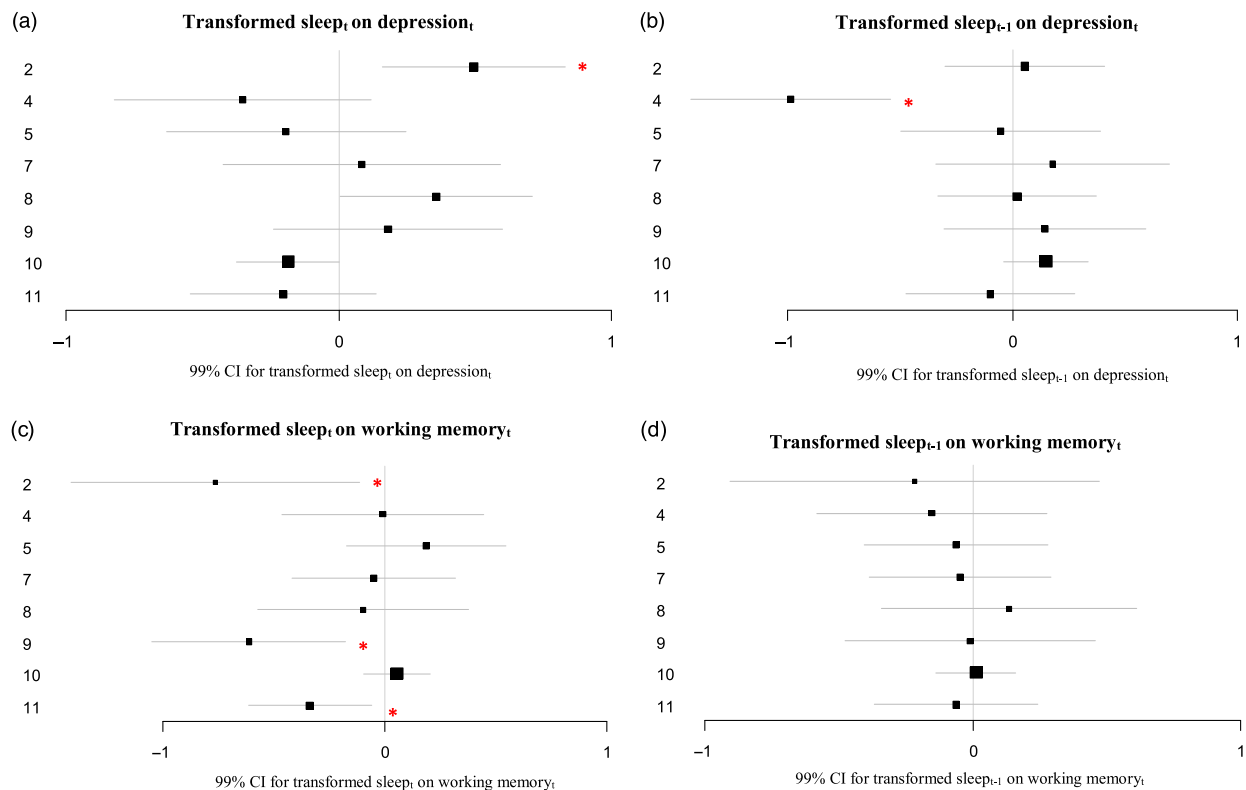 (a)
Transformed sleepₜ on depressionₜ
2
*
4
5
7
8
9
10
11
–1 0 1
99% CI for transformed sleepₜ on depressionₜ
(b)
Transformed sleepₜ₋₁ on depressionₜ
2
4
*
5
7
8
9
10
11
–1 0 1
99% CI for transformed sleepₜ₋₁ on depressionₜ
(c)
Transformed sleepₜ on working memoryₜ
2
*
4
5
7
8
9
*
10
11
*
–1 0 1
99% CI for transformed sleepₜ on working memoryₜ
(d)
Transformed sleepₜ₋₁ on working memoryₜ
2
4
5
7
8
9
10
11
–1 0 1
99% CI for transformed sleepₜ₋₁ on working memoryₜ